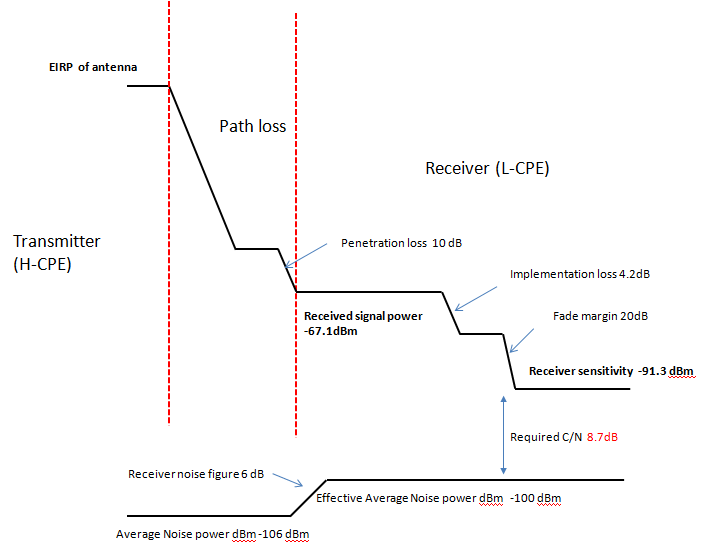 EIRP of antenna
Path loss
Receiver (L-CPE)
Transmitter
(H-CPE)
Penetration loss 10 dB
Implementation loss 4.2dB
Received signal power
-67.1dBm
Fade margin 20dB
Receiver sensitivity -91.3 dBm
Required C/N 8.7dB
Receiver noise figure 6 dB
Effective Average Noise power dBm -100 dBm
Average Noise power dBm -106 dBm